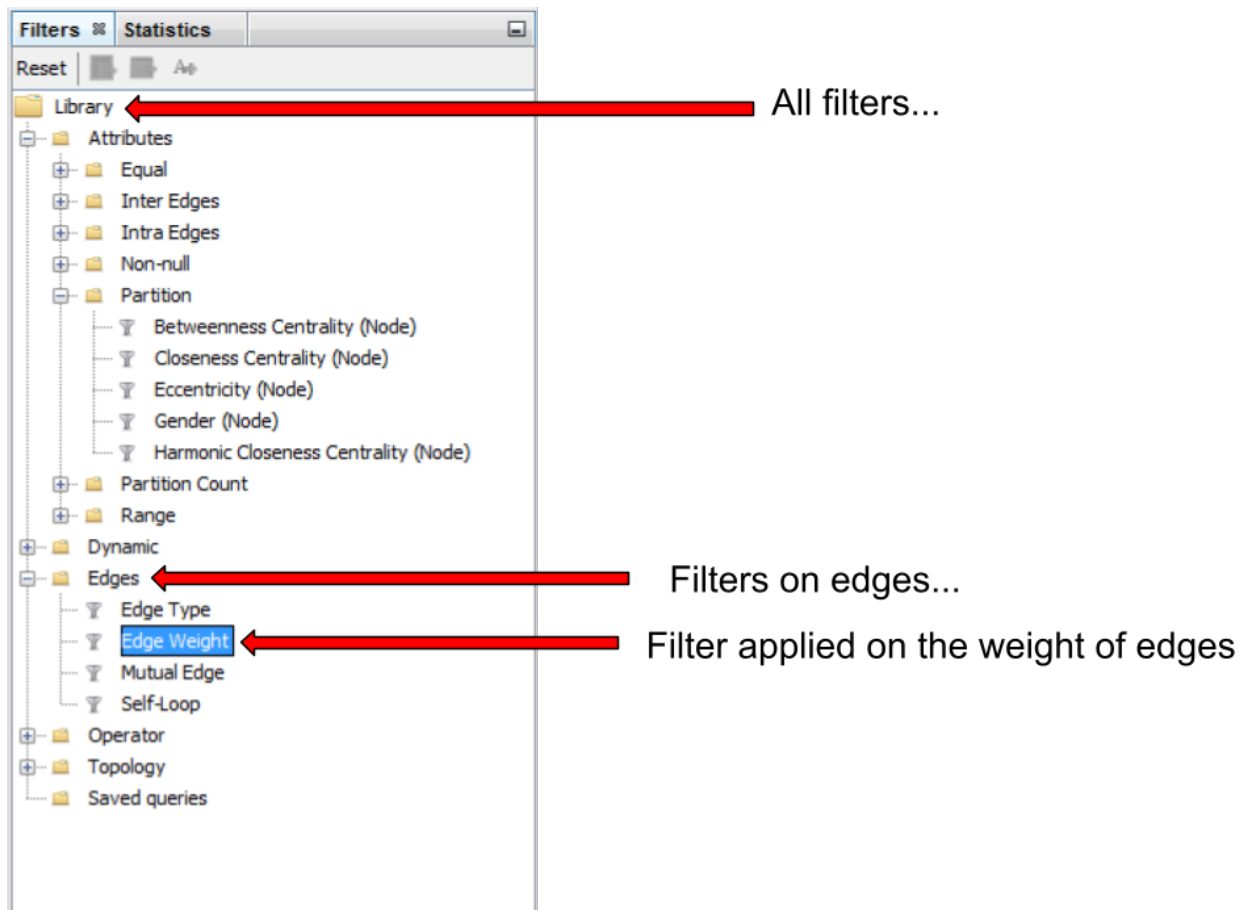 Filters Statistics
Reset
Library
All filters...
Attributes
Equal
Inter Edges
Intra Edges
Non-null
Partition
Betweenness Centrality (Node)
Closeness Centrality (Node)
Eccentricity (Node)
Gender (Node)
Harmonic Closeness Centrality (Node)
Partition Count
Range
Dynamic
Edges
Filters on edges...
Edge Type
Edge Weight
Filter applied on the weight of edges
Mutual Edge
Self-Loop
Operator
Topology
Saved queries